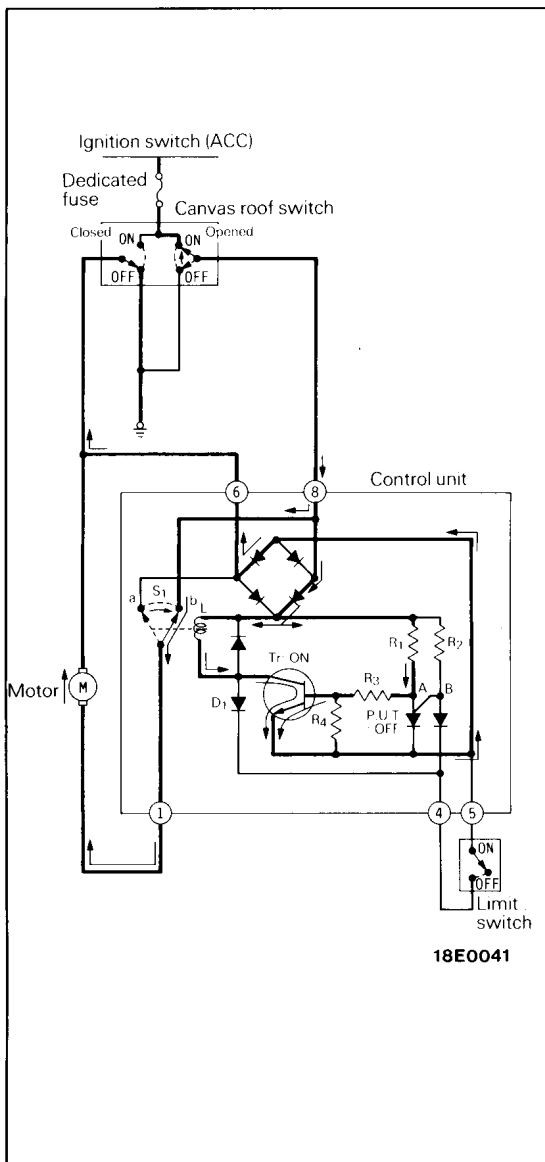 Ignition switch (ACC)
Dedicated
fuse
Canvas roof switch
Closed
ON
ON
Opened
OFF
OFF
6
8
Control unit
a
S1
b
L
R1
R2
Tr: ON
R3
A
B
Motor
M
D1
R4
P.U.T
OFF
1
4
5
ON
OFF
Limit
switch
18E0041